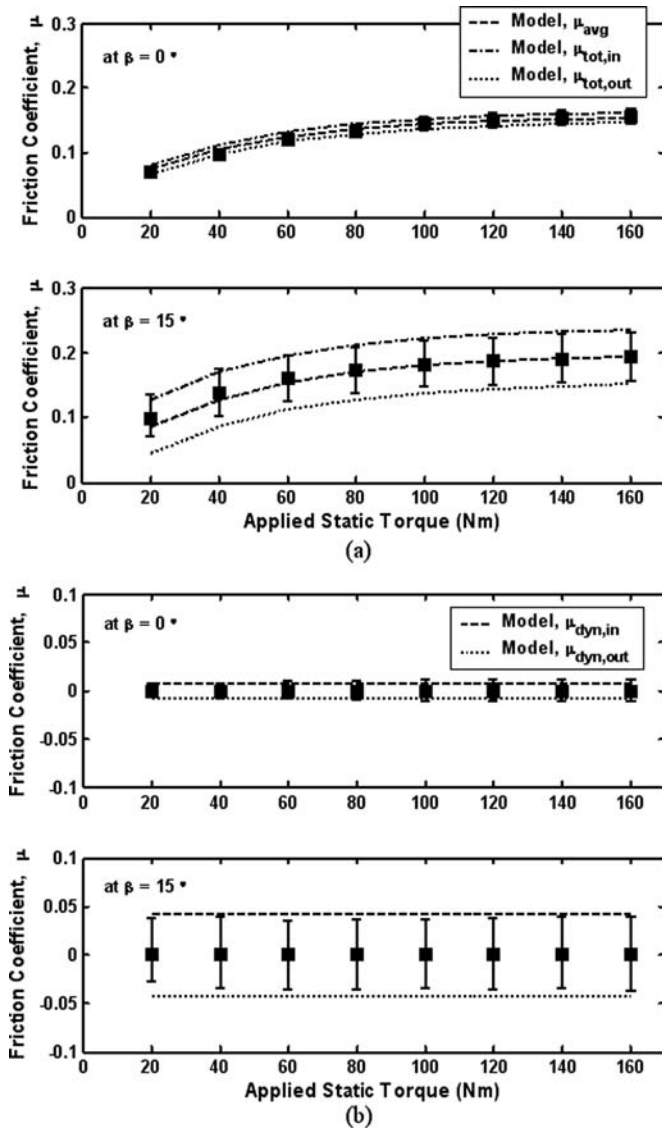 Friction Coefficient, μ
0.3
0.2
0.1
0
at β = 0 °
Model, μavg
Model, μtot,in
Model, μtot,out
0 20 40 60 80 100 120 140 160
Friction Coefficient, μ
0.3
0.2
0.1
0
at β = 15 °
0 20 40 60 80 100 120 140 160
Applied Static Torque (Nm)
(a)
Friction Coefficient, μ
0.1
0.05
0
-0.05
-0.1
at β = 0 °
Model, μdyn,in
Model, μdyn,out
0 20 40 60 80 100 120 140 160
Friction Coefficient, μ
0.1
0.05
0
-0.05
-0.1
at β = 15 °
0 20 40 60 80 100 120 140 160
Applied Static Torque (Nm)
(b)